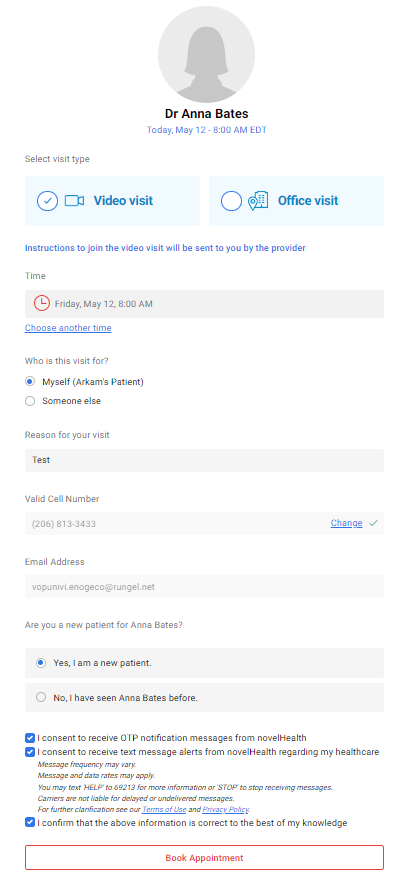 Dr Anna Bates
Today, May 12 - 8:00 AM EDT
Select visit type
Video visit
Office visit
Instructions to join the video visit will be sent to you by the provider
Time
Friday, May 12, 8:00 AM
Choose another time
Who is this visit for?
Myself (Arkam's Patient)
Someone else
Reason for your visit
Test
Valid Cell Number
(206) 813-3433 Change
Email Address
vopunivi.enogeco@rungel.net
Are you a new patient for Anna Bates?
Yes, I am a new patient.
No, I have seen Anna Bates before.
I consent to receive OTP notification messages from novelHealth
I consent to receive text message alerts from novelHealth regarding my healthcare
Message frequency may vary.
Message and data rates may apply.
You may text 'HELP' to 69213 for more information or 'STOP' to stop receiving messages.
Carriers are not liable for delayed or undelivered messages.
For further clarification see our Terms of Use and Privacy Policy.
I confirm that the above information is correct to the best of my knowledge
Book Appointment